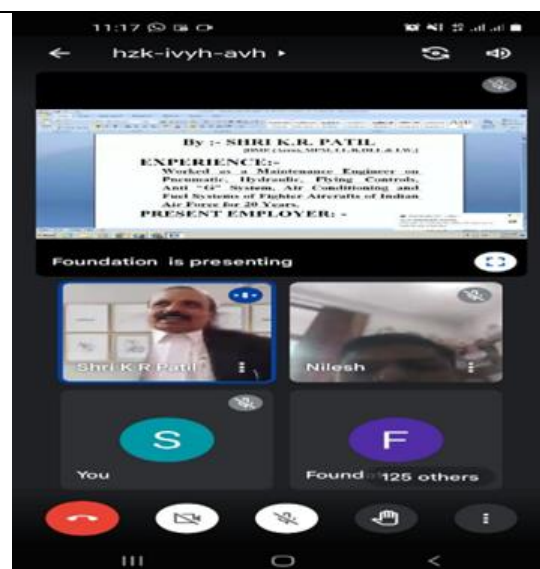 11:17
hzk-ivyh-avh
By :- SHRI K.R. PATIL
EXPERIENCE:-
Worked as a Maintenance Engineer on
Pneumatic, Hydraulic, Flying Controls,
Anti "G" System, Air Conditioning and
Fuel Systems of Fighter Aircrafts of Indian
Air Force for 20 Years.
PRESENT EMPLOYER: -
Foundation is presenting
Shri K R Patil
Nilesh
S
You
F
Found
125 others